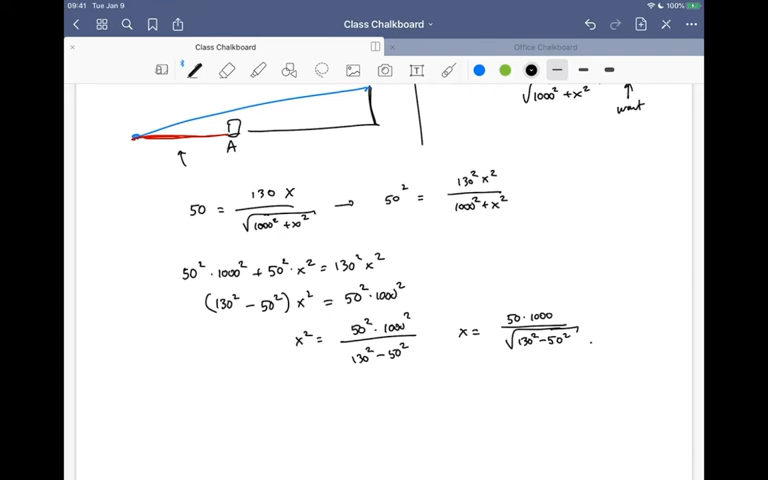 09:41 Tue Jan 9
100%
Class Chalkboard
Class Chalkboard
Office Chalkboard
T
√(1000² + x²)
↑
want
A
↑
50 = 130 x / √(1000² + x²) → 50² = 130² x² / (1000² + x²)
50² · 1000² + 50² · x² = 130² x²
(130² − 50²) x² = 50² · 1000²
x² = 50² · 1000² / (130² − 50²) x = 50 · 1000 / √(130² − 50²) .